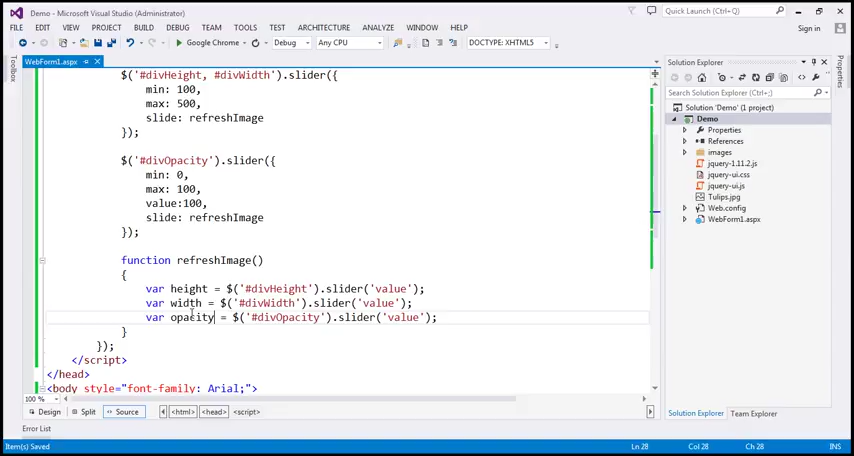 Demo - Microsoft Visual Studio (Administrator)
Quick Launch (Ctrl+;)
FILE EDIT VIEW PROJECT BUILD DEBUG TEAM TOOLS TEST ARCHITECTURE ANALYZE WINDOW HELP
Sign in
Google Chrome Debug Any CPU DOCTYPE: XHTML5
Toolbox
WebForm1.aspx
$('#divHeight, #divWidth').slider({
min: 100,
max: 500,
slide: refreshImage
});
$('#divOpacity').slider({
min: 0,
max: 100,
value:100,
slide: refreshImage
});
function refreshImage()
{
var height = $('#divHeight').slider('value');
var width = $('#divWidth').slider('value');
var opacity = $('#divOpacity').slider('value');
}
});
</script>
</head>
<body style="font-family: Arial;">
100 %
Design Split Source <html> <head> <script>
Error List
Solution Explorer
Search Solution Explorer (Ctrl+;)
Solution 'Demo' (1 project)
Demo
Properties
References
images
jquery-1.11.2.js
jquery-ui.css
jquery-ui.js
Tulips.jpg
Web.config
WebForm1.aspx
Solution Explorer Team Explorer
Properties
Item(s) Saved Ln 28 Col 28 Ch 28 INS